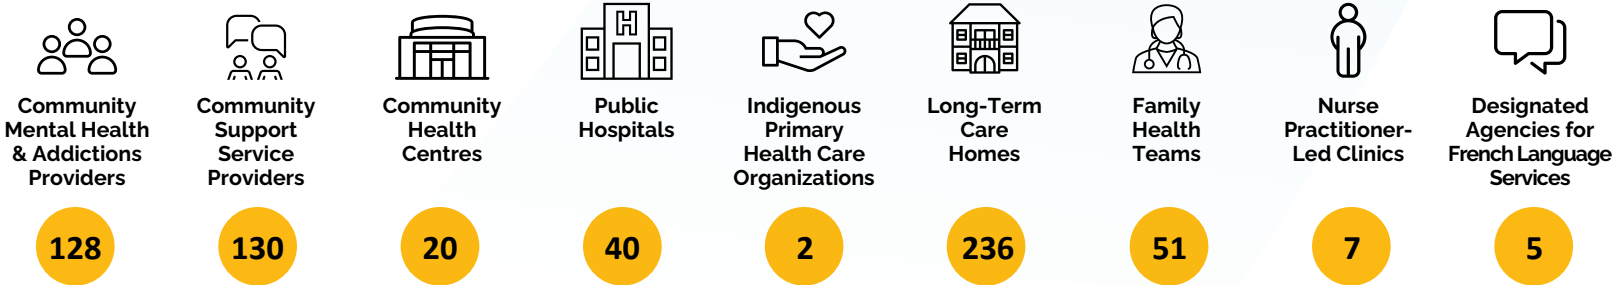 H
Community
Mental Health
& Addictions
Providers
128
Community
Support
Service
Providers
130
Community
Health
Centres
20
Public
Hospitals
40
Indigenous
Primary
Health Care
Organizations
2
Long-Term
Care
Homes
236
Family
Health
Teams
51
Nurse
Practitioner-
Led Clinics
7
Designated
Agencies for
French Language
Services
5